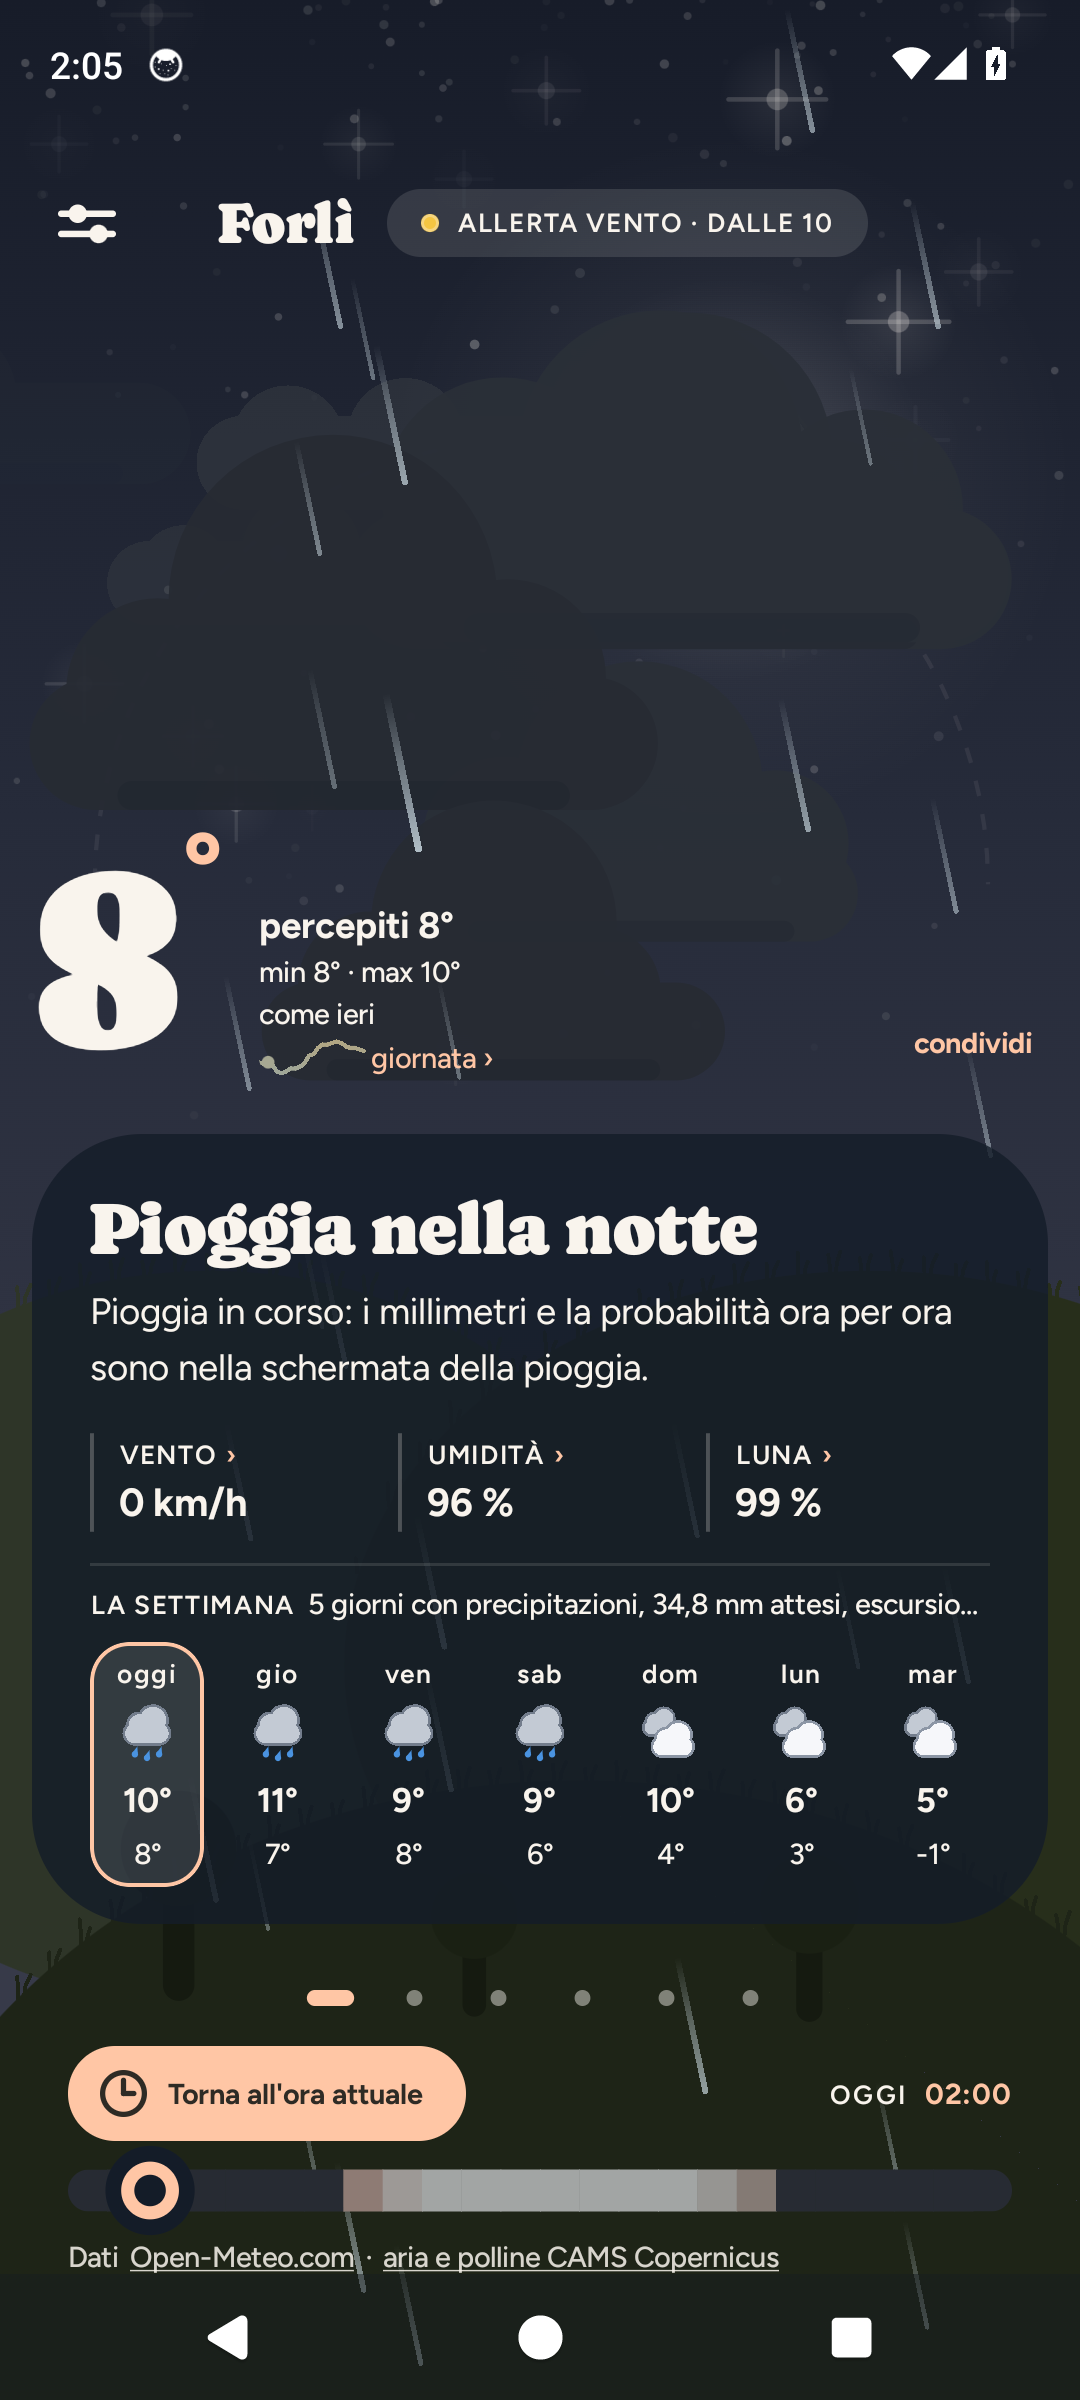 2:05
Forlì
ALLERTA VENTO · DALLE 10
8°
percepiti 8°
min 8° · max 10°
come ieri
giornata ›
condividi
Pioggia nella notte
Pioggia in corso: i millimetri e la probabilità ora per ora
sono nella schermata della pioggia.
VENTO › UMIDITÀ › LUNA ›
0 km/h 96 % 99 %
LA SETTIMANA 5 giorni con precipitazioni, 34,8 mm attesi, escursio...
oggi gio ven sab dom lun mar
10° 11° 9° 9° 10° 6° 5°
8° 7° 8° 6° 4° 3° -1°
Torna all'ora attuale
OGGI 02:00
Dati Open-Meteo.com · aria e polline CAMS Copernicus